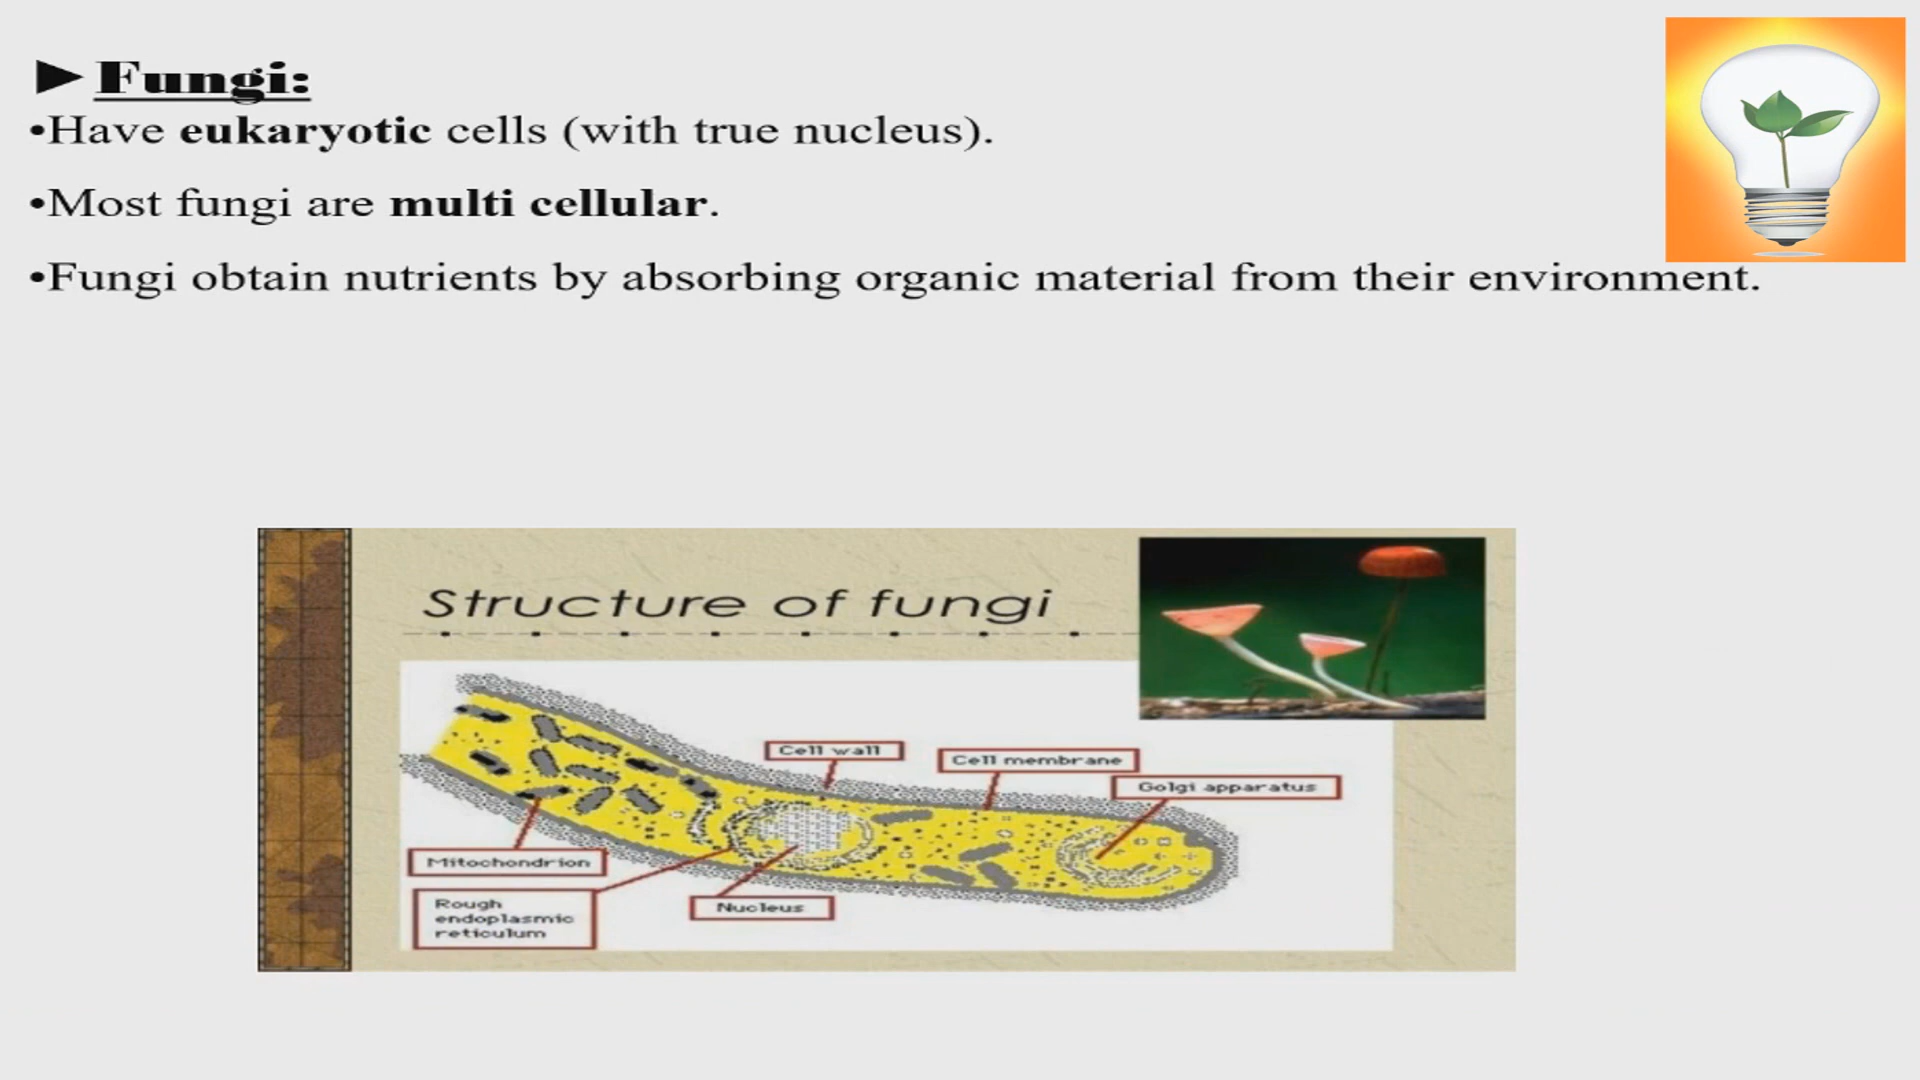 ►Fungi:
•Have eukaryotic cells (with true nucleus).
•Most fungi are multi cellular.
•Fungi obtain nutrients by absorbing organic material from their environment.
Structure of fungi
Cell wall
Cell membrane
Golgi apparatus
Mitochondrion
Rough
endoplasmic
reticulum
Nucleus